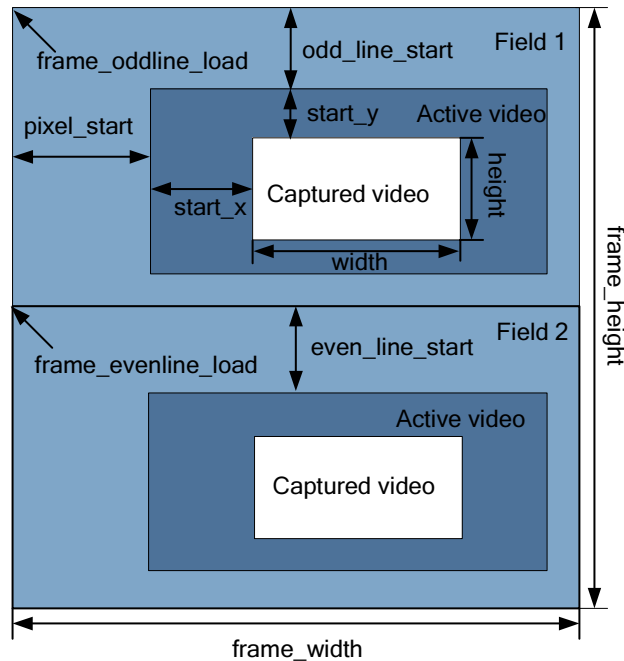 Field 1
frame_oddline_load
odd_line_start
pixel_start
start_y
Active video
start_x
Captured video
height
width
frame_height
Field 2
frame_evenline_load
even_line_start
Active video
Captured video
frame_width